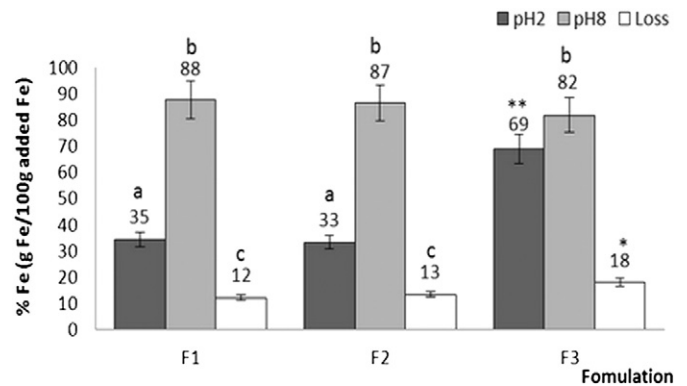 pH2 pH8 Loss
% Fe (g Fe/100g added Fe)
100
90
80
70
60
50
40
30
20
10
0
a
35
b
88
c
12
a
33
b
87
c
13
**
69
b
82
*
18
F1 F2 F3
Fomulation